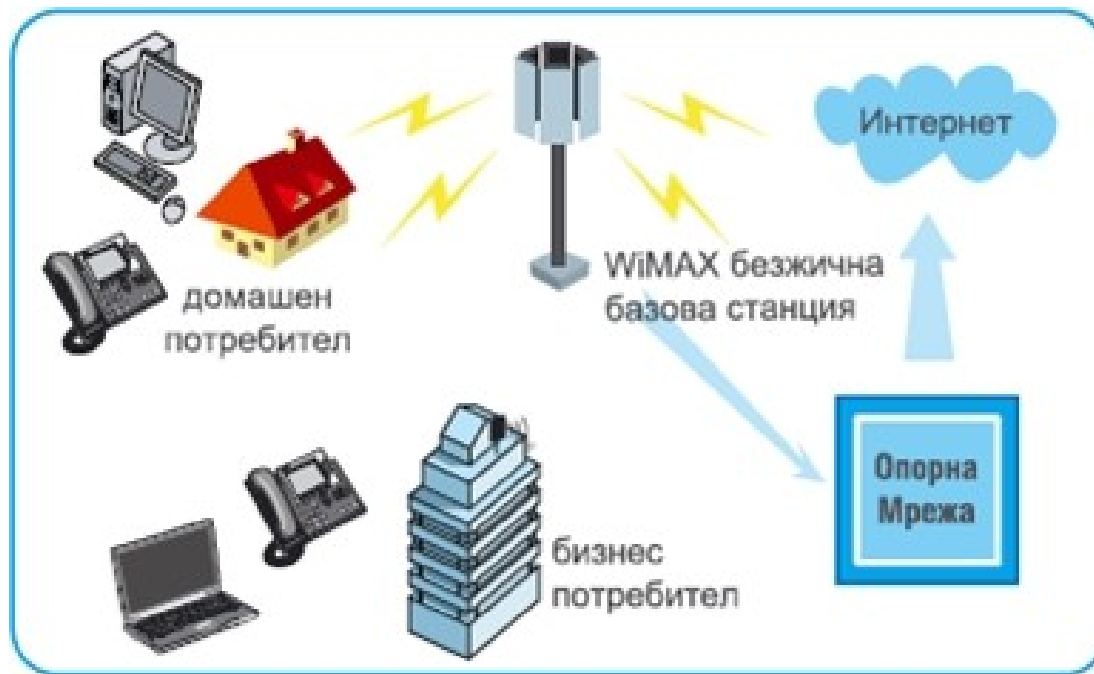 Интернет
WiMAX безжична
базова станция
домашен
потребител
Опорна
Мрежа
бизнес
потребител